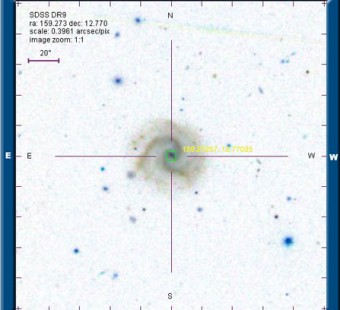 SDSS DR9
ra: 159.273 dec: 12.770
scale: 0.3961 arcsec/pix
image zoom: 1:1
20"
N
E E
W W
S